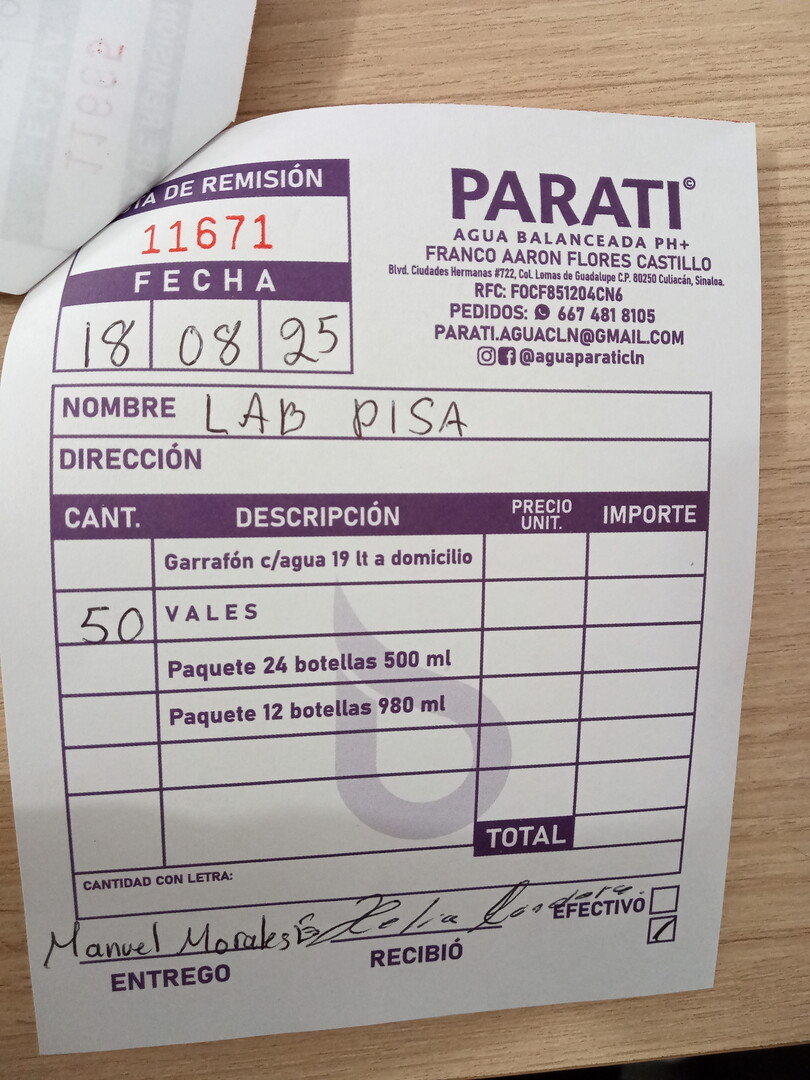 11665
TA DE REMISIÓN
11671
FECHA
18 08 25
PARATI©
AGUA BALANCEADA PH+
FRANCO AARON FLORES CASTILLO
Blvd. Ciudades Hermanas #722, Col. Lomas de Guadalupe C.P. 80250 Culiacán, Sinaloa.
RFC: FOCF851204CN6
PEDIDOS: 667 481 8105
PARATI.AGUACLN@GMAIL.COM
@aguaparaticln
NOMBRE LAB PISA
DIRECCIÓN
CANT. DESCRIPCIÓN PRECIO UNIT. IMPORTE
Garrafón c/agua 19 lt a domicilio
50 VALES
Paquete 24 botellas 500 ml
Paquete 12 botellas 980 ml
TOTAL
CANTIDAD CON LETRA:
Manuel Morales
EFECTIVO
ENTREGO
RECIBIÓ